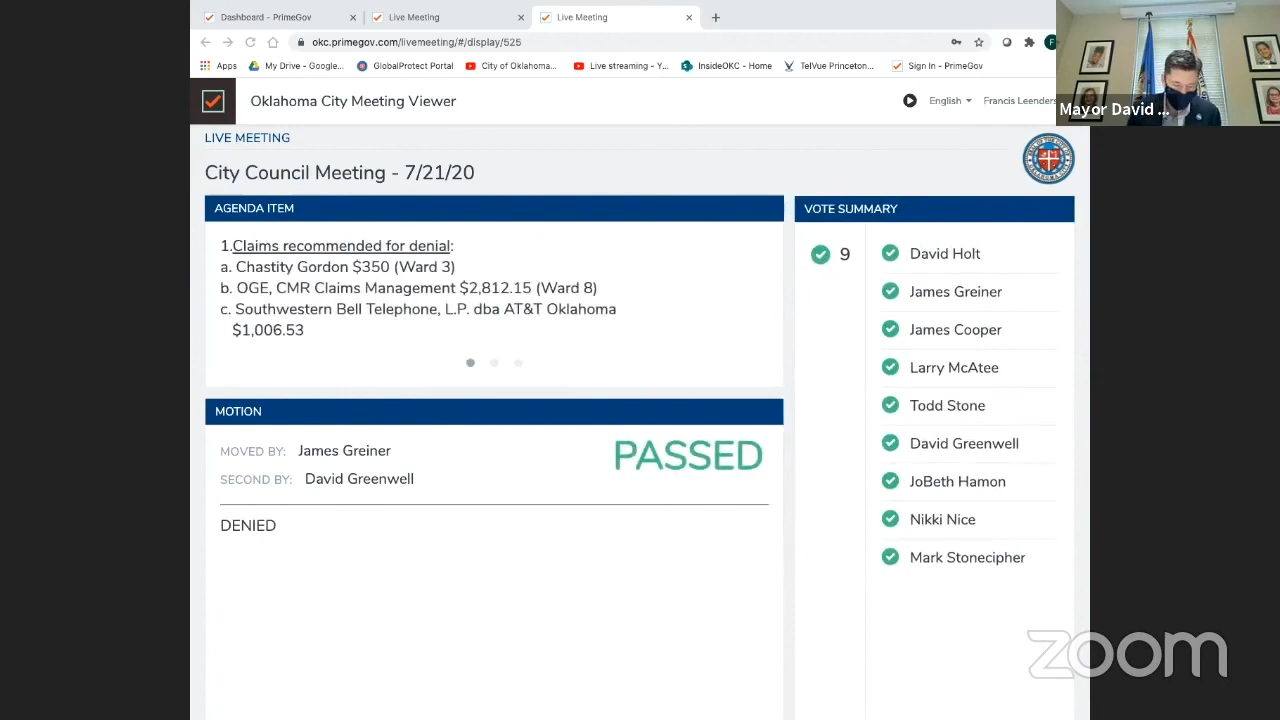 Dashboard - PrimeGov
Live Meeting
Live Meeting
okc.primegov.com/livemeeting/#/display/525
Apps
My Drive - Google...
GlobalProtect Portal
City of Oklahoma...
Live streaming - Y...
InsideOKC - Home
TelVue Princeton...
Sign In - PrimeGov
Oklahoma City Meeting Viewer
English
Francis Leenders
Mayor David ...
LIVE MEETING
City Council Meeting - 7/21/20
AGENDA ITEM
1.Claims recommended for denial:
a. Chastity Gordon $350 (Ward 3)
b. OGE, CMR Claims Management $2,812.15 (Ward 8)
c. Southwestern Bell Telephone, L.P. dba AT&T Oklahoma
$1,006.53
MOTION
MOVED BY: James Greiner
SECOND BY: David Greenwell
PASSED
DENIED
VOTE SUMMARY
9
David Holt
James Greiner
James Cooper
Larry McAtee
Todd Stone
David Greenwell
JoBeth Hamon
Nikki Nice
Mark Stonecipher
zoom